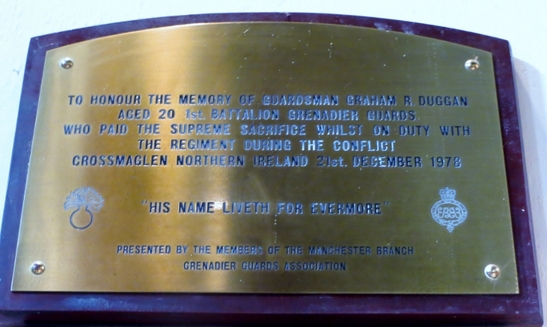 TO HONOUR THE MEMORY OF GUARDSMAN GRAHAM R. DUGGAN
AGED 20 1st. BATTALION GRENADIER GUARDS
WHO PAID THE SUPREME SACRIFICE WHILST ON DUTY WITH
THE REGIMENT DURING THE CONFLICT
CROSSMAGLEN NORTHERN IRELAND 21st. DECEMBER 1978
"HIS NAME LIVETH FOR EVERMORE"
PRESENTED BY THE MEMBERS OF THE MANCHESTER BRANCH
GRENADIER GUARDS ASSOCIATION